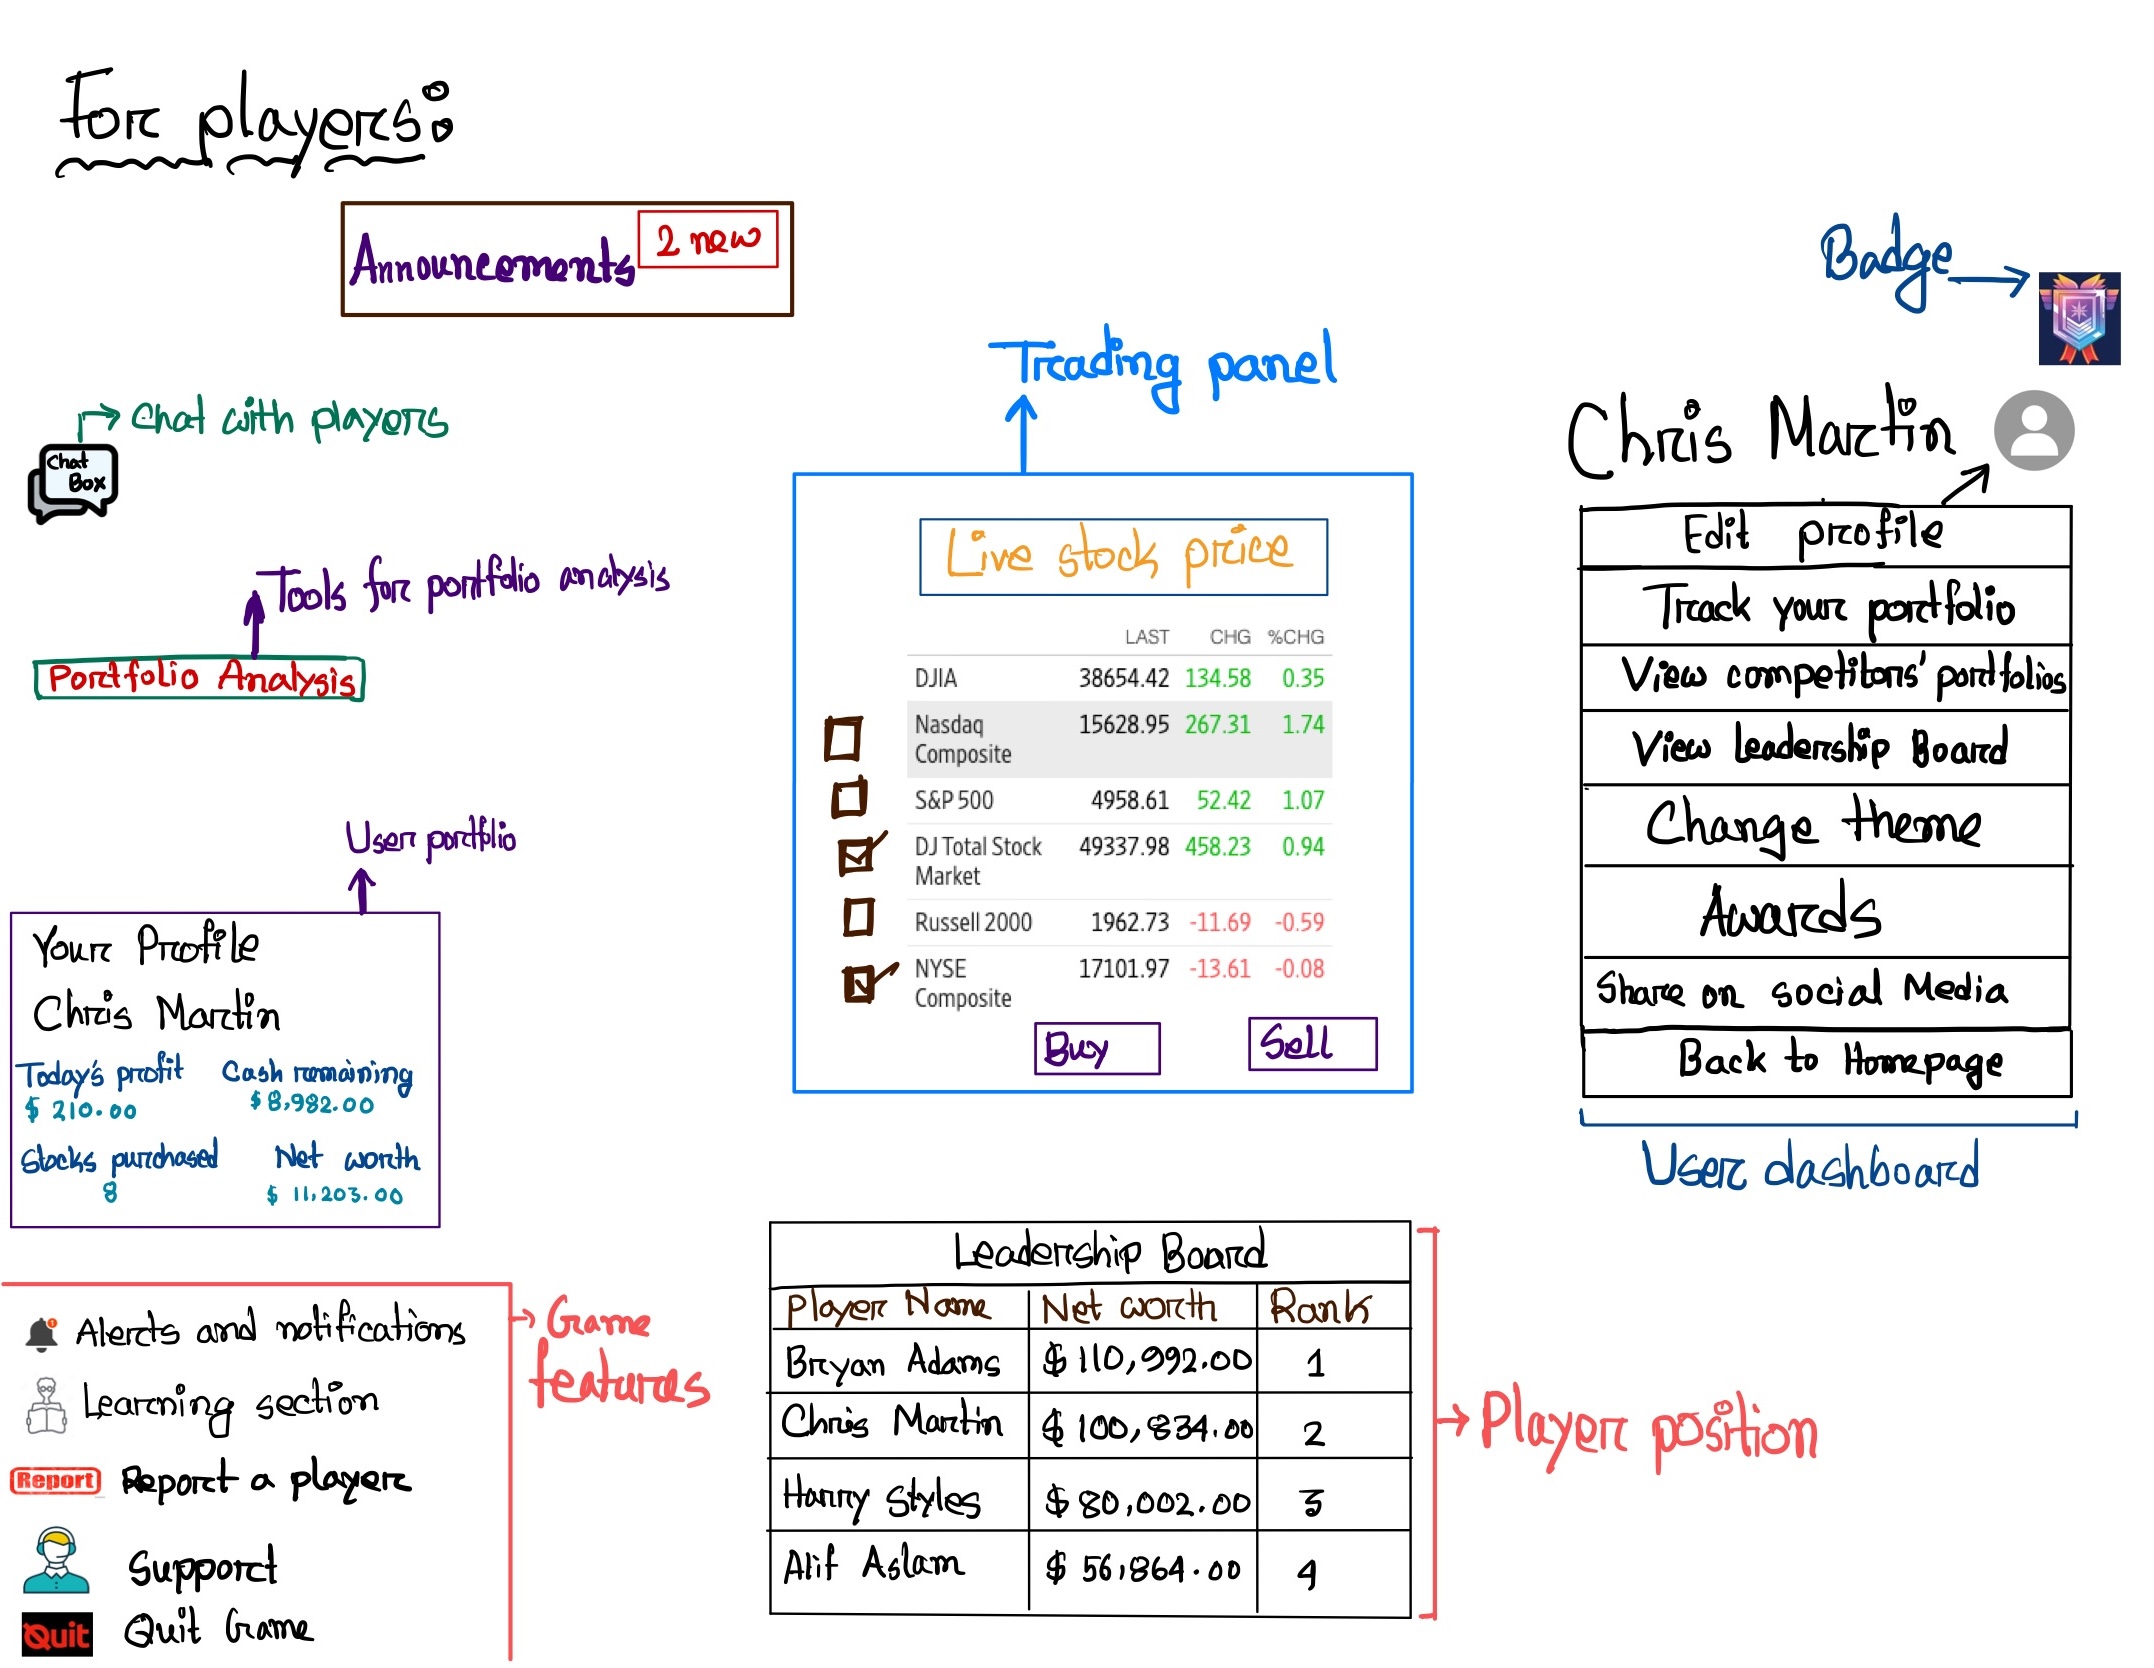 For players:
Announcements 2 new
Badge
Chat with players
Chat
Box
Trading panel
Chris Martin
Tools for portfolio analysis
Portfolio Analysis
User portfolio
Your Profile
Chris Martin
Today's profit Cash remaining
$ 210.00 $ 8,982.00
Stocks purchased Net worth
8 $ 11,203.00
Live stock price
LAST CHG %CHG
DJIA 38654.42 134.58 0.35
Nasdaq 15628.95 267.31 1.74
Composite
S&P 500 4958.61 52.42 1.07
DJ Total Stock 49337.98 458.23 0.94
Market
Russell 2000 1962.73 -11.69 -0.59
NYSE 17101.97 -13.61 -0.08
Composite
Buy Sell
Edit profile
Track your portfolio
View competitors' portfolios
View Leadership Board
Change theme
Awards
Share on social Media
Back to Homepage
User dashboard
Alerts and notifications
Learning section
Report Report a player
Support
Quit Quit Game
Game
features
Leadership Board
Player Name Net worth Rank
Bryan Adams $ 110,992.00 1
Chris Martin $ 100,834.00 2
Harry Styles $ 80,002.00 3
Alif Aslam $ 56,864.00 4
Player position